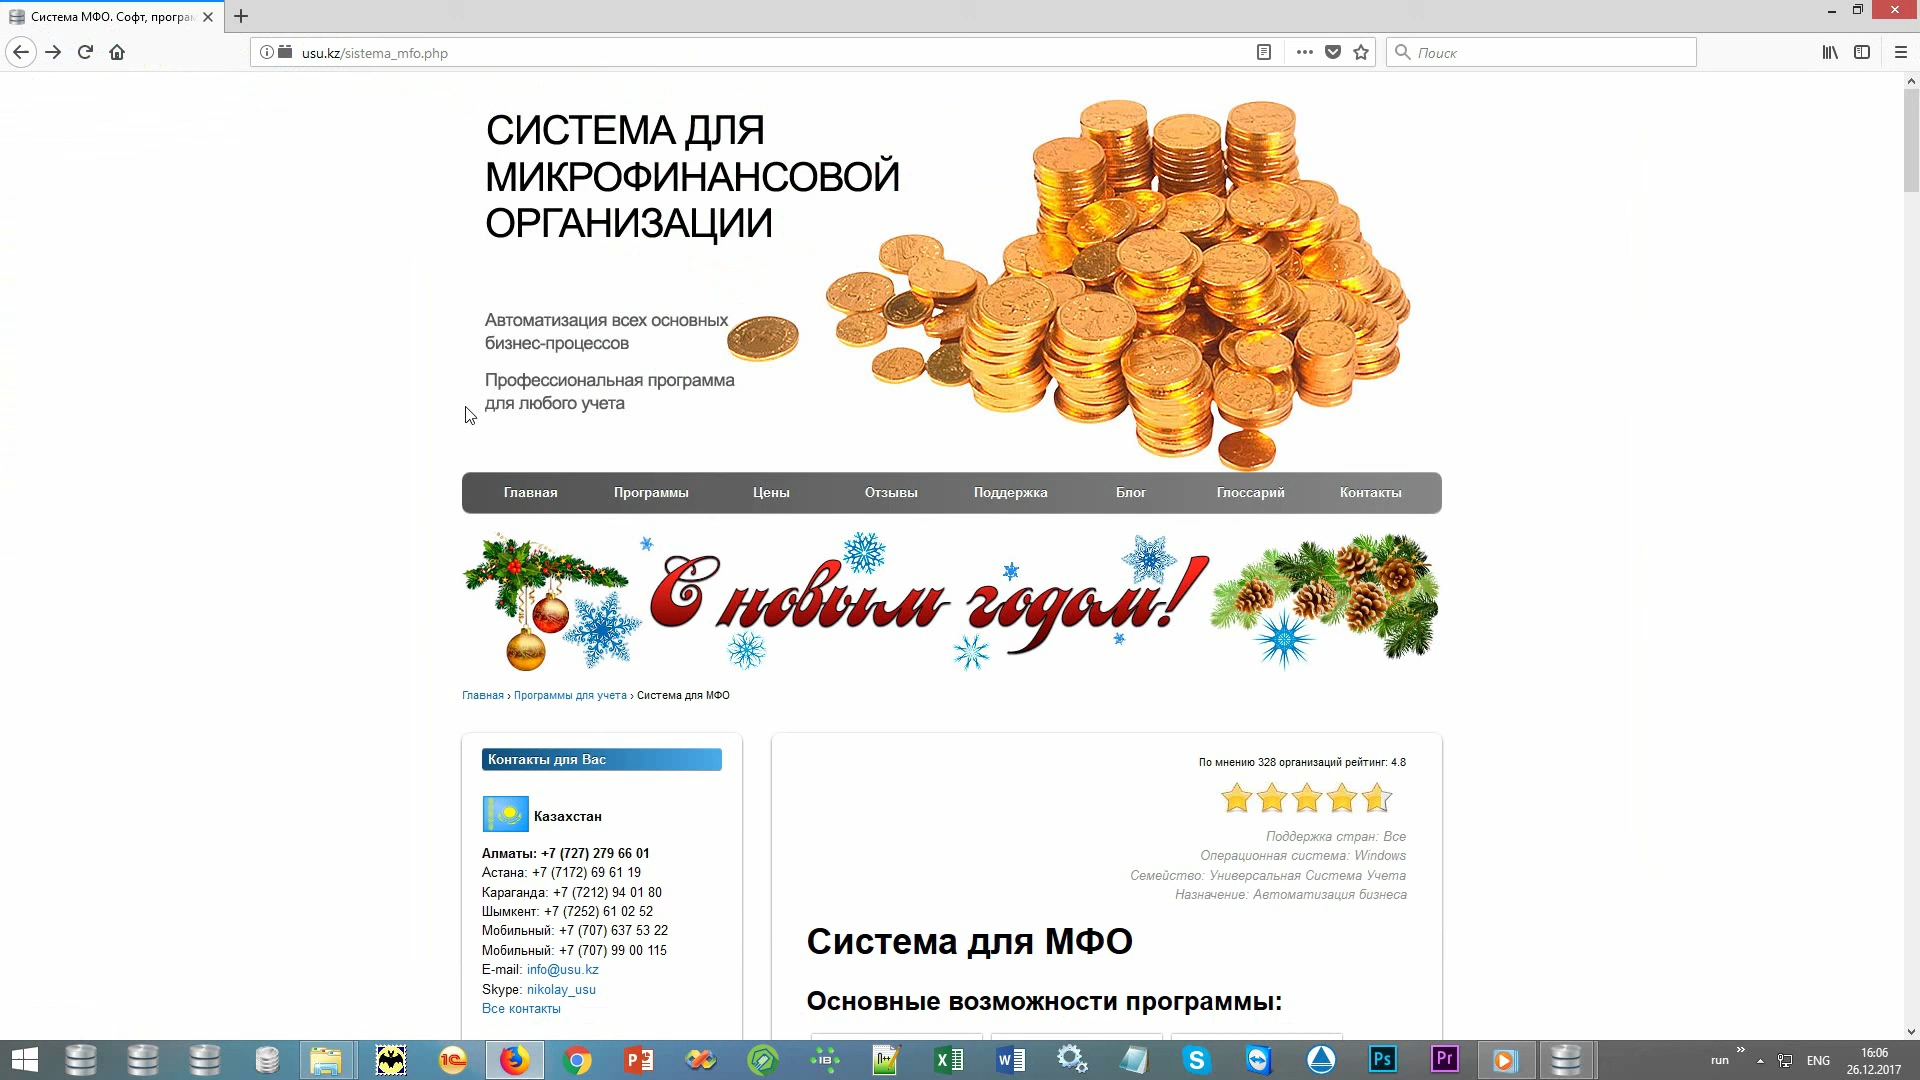 Система МФО. Софт, програм
usu.kz/sistema_mfo.php
Поиск
СИСТЕМА ДЛЯ
МИКРОФИНАНСОВОЙ
ОРГАНИЗАЦИИ
Автоматизация всех основных
бизнес-процессов
Профессиональная программа
для любого учета
Главная Программы Цены Отзывы Поддержка Блог Глоссарий Контакты
С новым годом!
Главная › Программы для учета › Система для МФО
Контакты для Вас
Казахстан
Алматы: +7 (727) 279 66 01
Астана: +7 (7172) 69 61 19
Караганда: +7 (7212) 94 01 80
Шымкент: +7 (7252) 61 02 52
Мобильный: +7 (707) 637 53 22
Мобильный: +7 (707) 99 00 115
E-mail: info@usu.kz
Skype: nikolay_usu
Все контакты
По мнению 328 организаций рейтинг: 4.8
Поддержка стран: Все
Операционная система: Windows
Семейство: Универсальная Система Учета
Назначение: Автоматизация бизнеса
Система для МФО
Основные возможности программы:
run
ENG
16:06
26.12.2017